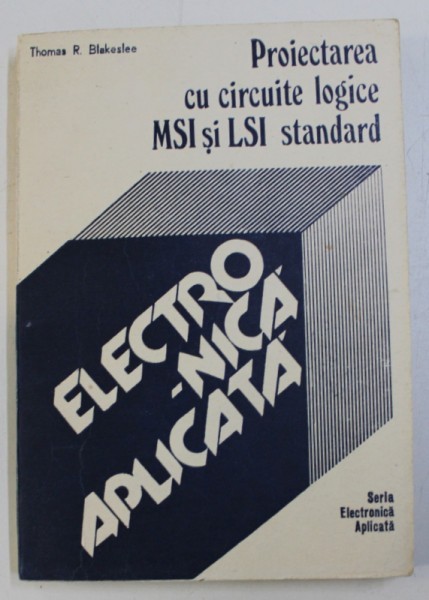 Thomas R. Blakeslee
Proiectarea
cu circuite logice
MSI și LSI standard
ELECTRO
-NICĂ
APLICATĂ
Seria
Electronică
Aplicată